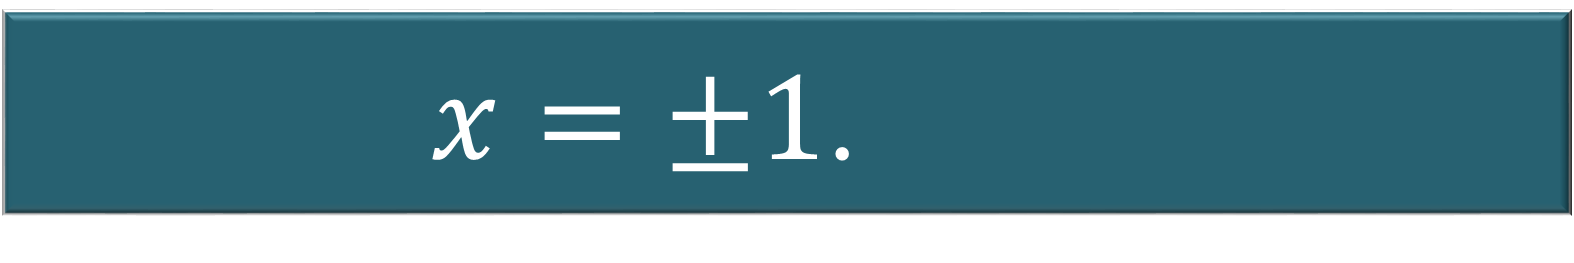 x = ±1.